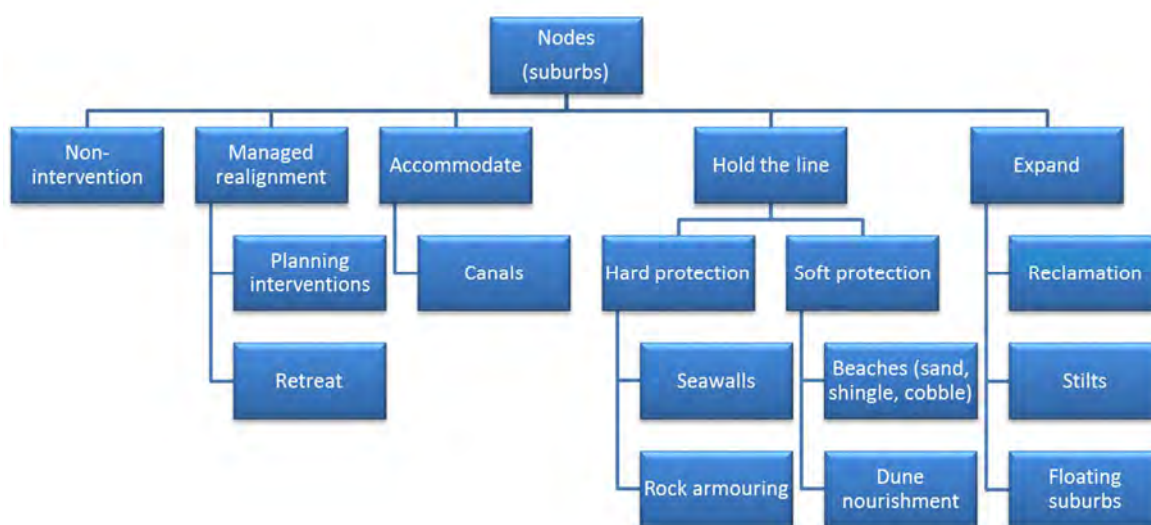 Nodes
(suburbs)
Non-
intervention
Managed
realignment
Accommodate
Hold the line
Expand
Planning
interventions
Canals
Hard protection
Soft protection
Reclamation
Retreat
Seawalls
Beaches (sand,
shingle, cobble)
Stilts
Rock armouring
Dune
nourishment
Floating
suburbs